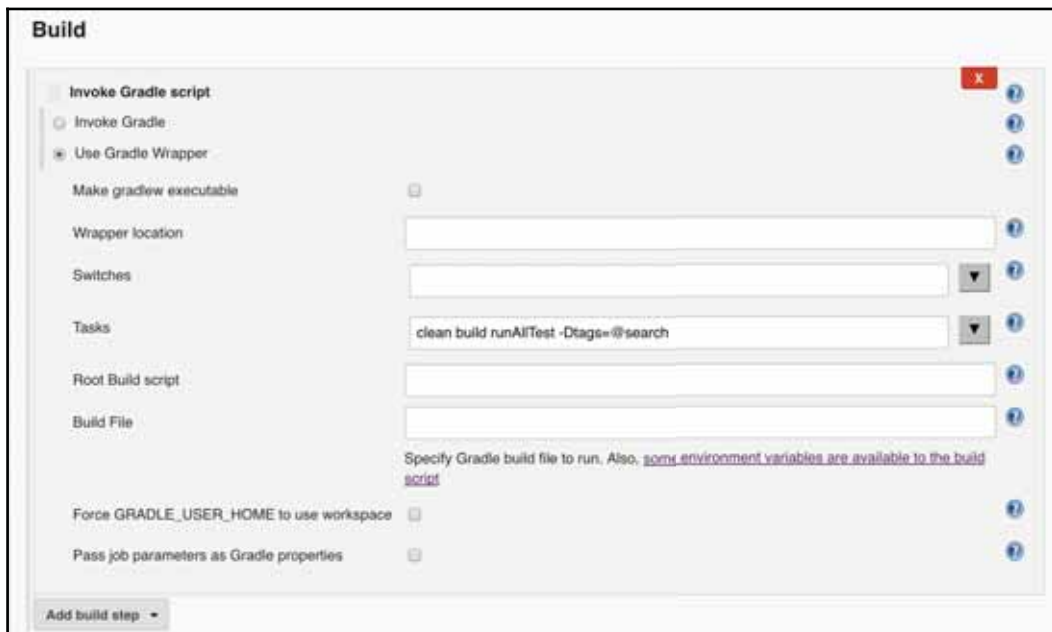 Build
X
Invoke Gradle script
Invoke Gradle
Use Gradle Wrapper
Make gradlew executable
Wrapper location
Switches
Tasks
clean build runAllTest -Dtags=@search
Root Build script
Build File
Specify Gradle build file to run. Also, some environment variables are available to the build
script
Force GRADLE_USER_HOME to use workspace
Pass job parameters as Gradle properties
Add build step